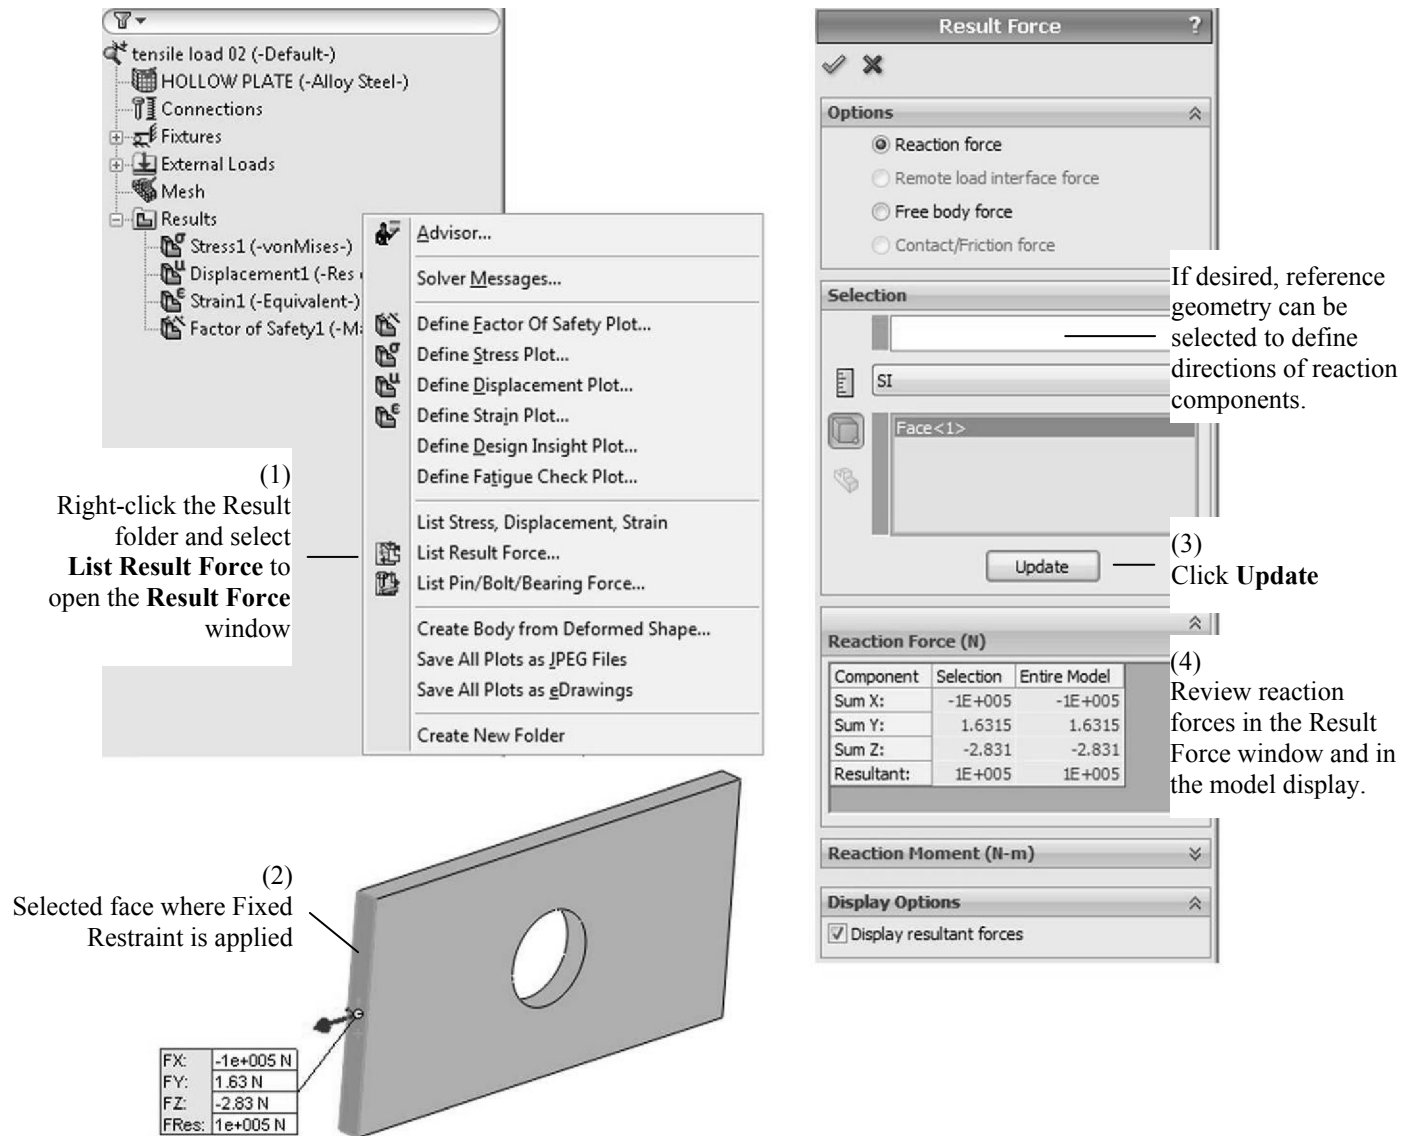 tensile load 02 (-Default-)
HOLLOW PLATE (-Alloy Steel-)
Connections
Fixtures
External Loads
Mesh
Results
Stress1 (-vonMises-)
Displacement1 (-Res
Strain1 (-Equivalent-)
Factor of Safety1 (-Ma
Advisor...
Solver Messages...
Define Factor Of Safety Plot...
Define Stress Plot...
Define Displacement Plot...
Define Strain Plot...
Define Design Insight Plot...
Define Fatigue Check Plot...
List Stress, Displacement, Strain
List Result Force...
List Pin/Bolt/Bearing Force...
Create Body from Deformed Shape...
Save All Plots as JPEG Files
Save All Plots as eDrawings
Create New Folder
(1)
Right-click the Result
folder and select
List Result Force to
open the Result Force
window
(2)
Selected face where Fixed
Restraint is applied
FX: -1e+005 N
FY: 1.63 N
FZ: -2.83 N
FRes: 1e+005 N
Result Force ?
Options
Reaction force
Remote load interface force
Free body force
Contact/Friction force
Selection
SI
Face<1>
Update
If desired, reference
geometry can be
selected to define
directions of reaction
components.
(3)
Click Update
Reaction Force (N)
Component Selection Entire Model
Sum X: -1E+005 -1E+005
Sum Y: 1.6315 1.6315
Sum Z: -2.831 -2.831
Resultant: 1E+005 1E+005
(4)
Review reaction
forces in the Result
Force window and in
the model display.
Reaction Moment (N-m)
Display Options
Display resultant forces